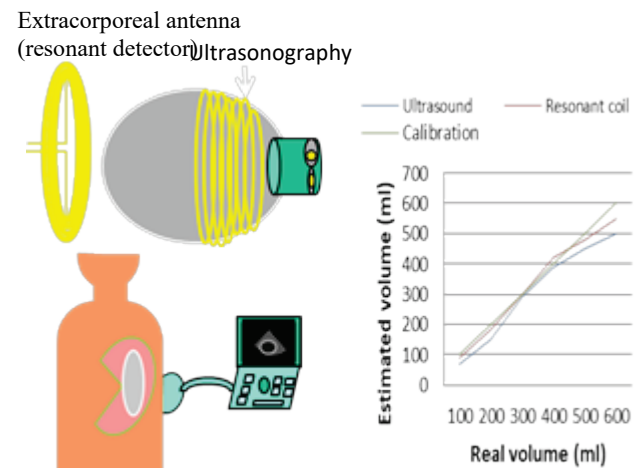 Extracorporeal antenna
(resonant detector)
Ultrasonography
Ultrasound
Resonant coil
Calibration
Estimated volume (ml)
700
600
500
400
300
200
100
0
100 200 300 400 500 600
Real volume (ml)